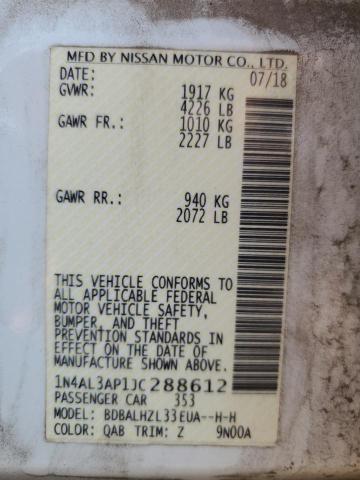 MFD BY NISSAN MOTOR CO., LTD.
DATE: 07/18
GVWR: 1917 KG
4226 LB
GAWR FR.: 1010 KG
2227 LB
GAWR RR.: 940 KG
2072 LB
THIS VEHICLE CONFORMS TO
ALL APPLICABLE FEDERAL
MOTOR VEHICLE SAFETY,
BUMPER, AND THEFT
PREVENTION STANDARDS IN
EFFECT ON THE DATE OF
MANUFACTURE SHOWN ABOVE.
1N4AL3AP1JC288612
PASSENGER CAR 353
MODEL: BDBALHZL33EUA--H-H
COLOR: QAB TRIM: Z 9N00A